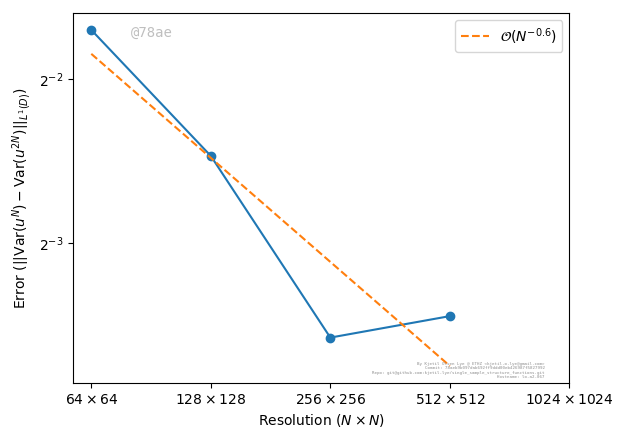 @78ae
𝒪(N^{-0.6})
Error (||Var(u^N) − Var(u^{2N})||_{L^1(D)})
2^{-2}
2^{-3}
64 × 64
128 × 128
256 × 256
512 × 512
1024 × 1024
Resolution (N × N)